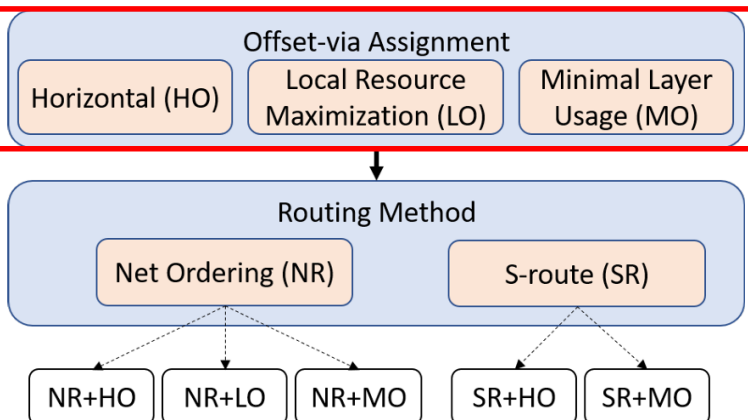 Offset-via Assignment
Horizontal (HO)
Local Resource
Maximization (LO)
Minimal Layer
Usage (MO)
Routing Method
Net Ordering (NR)
S-route (SR)
NR+HO
NR+LO
NR+MO
SR+HO
SR+MO